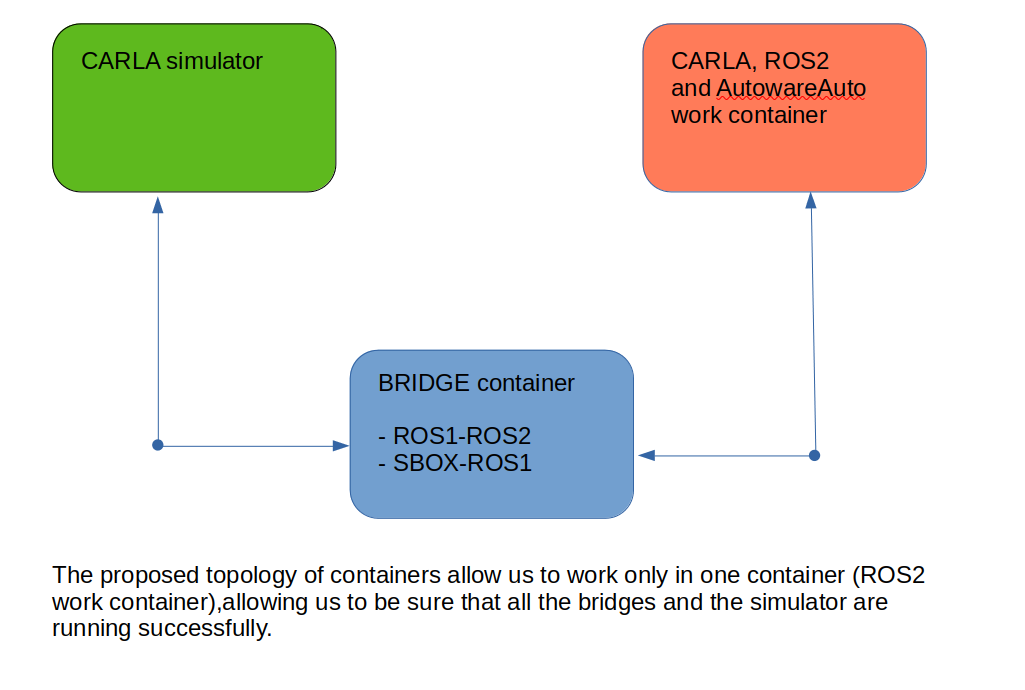 CARLA simulator
CARLA, ROS2
and AutowareAuto
work container
BRIDGE container
- ROS1-ROS2
- SBOX-ROS1
The proposed topology of containers allow us to work only in one container (ROS2
work container),allowing us to be sure that all the bridges and the simulator are
running successfully.